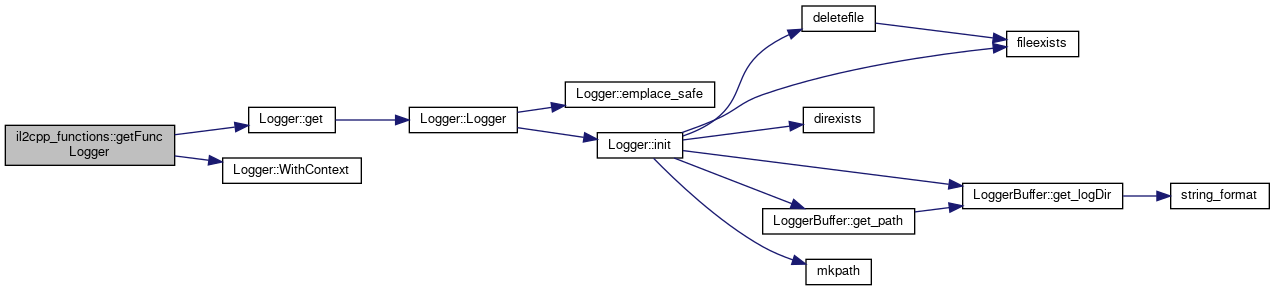 il2cpp_functions::getFunc
Logger
Logger::get
Logger::WithContext
Logger::Logger
Logger::emplace_safe
Logger::init
deletefile
fileexists
direxists
LoggerBuffer::get_logDir
string_format
LoggerBuffer::get_path
mkpath